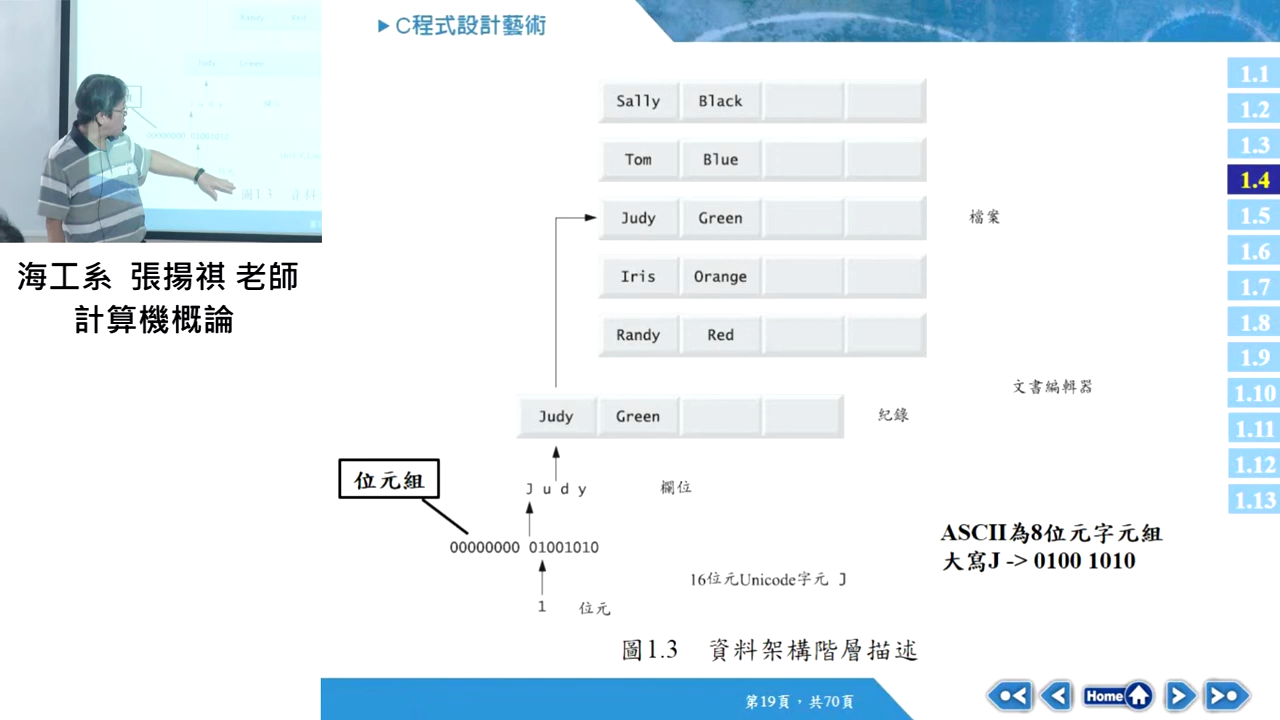 ▶C程式設計藝術
Sally Black
Tom Blue
Judy Green
檔案
Iris Orange
Randy Red
文書編輯器
Judy Green
紀錄
位元組
J u d y
欄位
00000000 01001010
ASCII為8位元字元組
大寫J -> 0100 1010
16位元Unicode字元 J
1 位元
圖1.3 資料架構階層描述
第19頁，共70頁
Home
1.1
1.2
1.3
1.4
1.5
1.6
1.7
1.8
1.9
1.10
1.11
1.12
1.13
海工系 張揚祺 老師
計算機概論